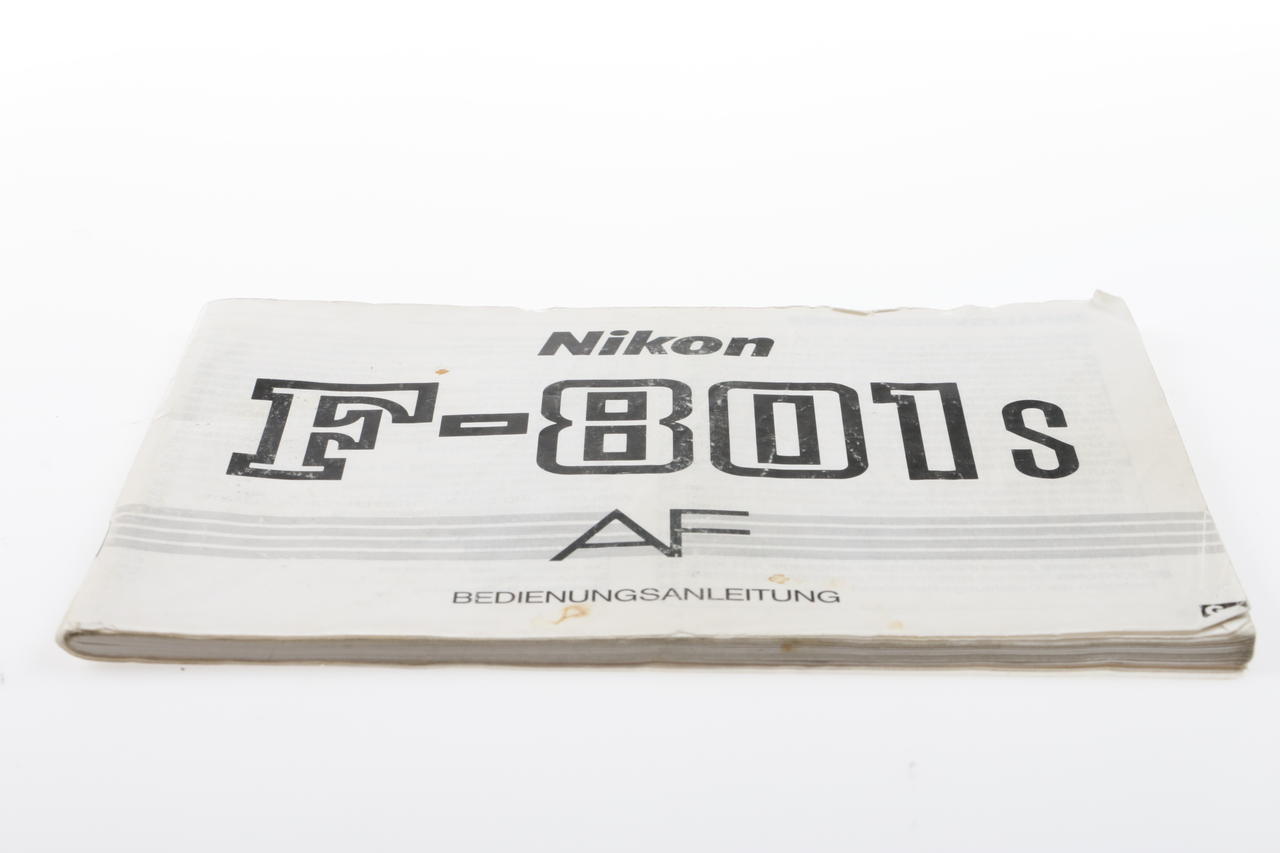 Nikon
F-801s
AF
BEDIENUNGSANLEITUNG
G